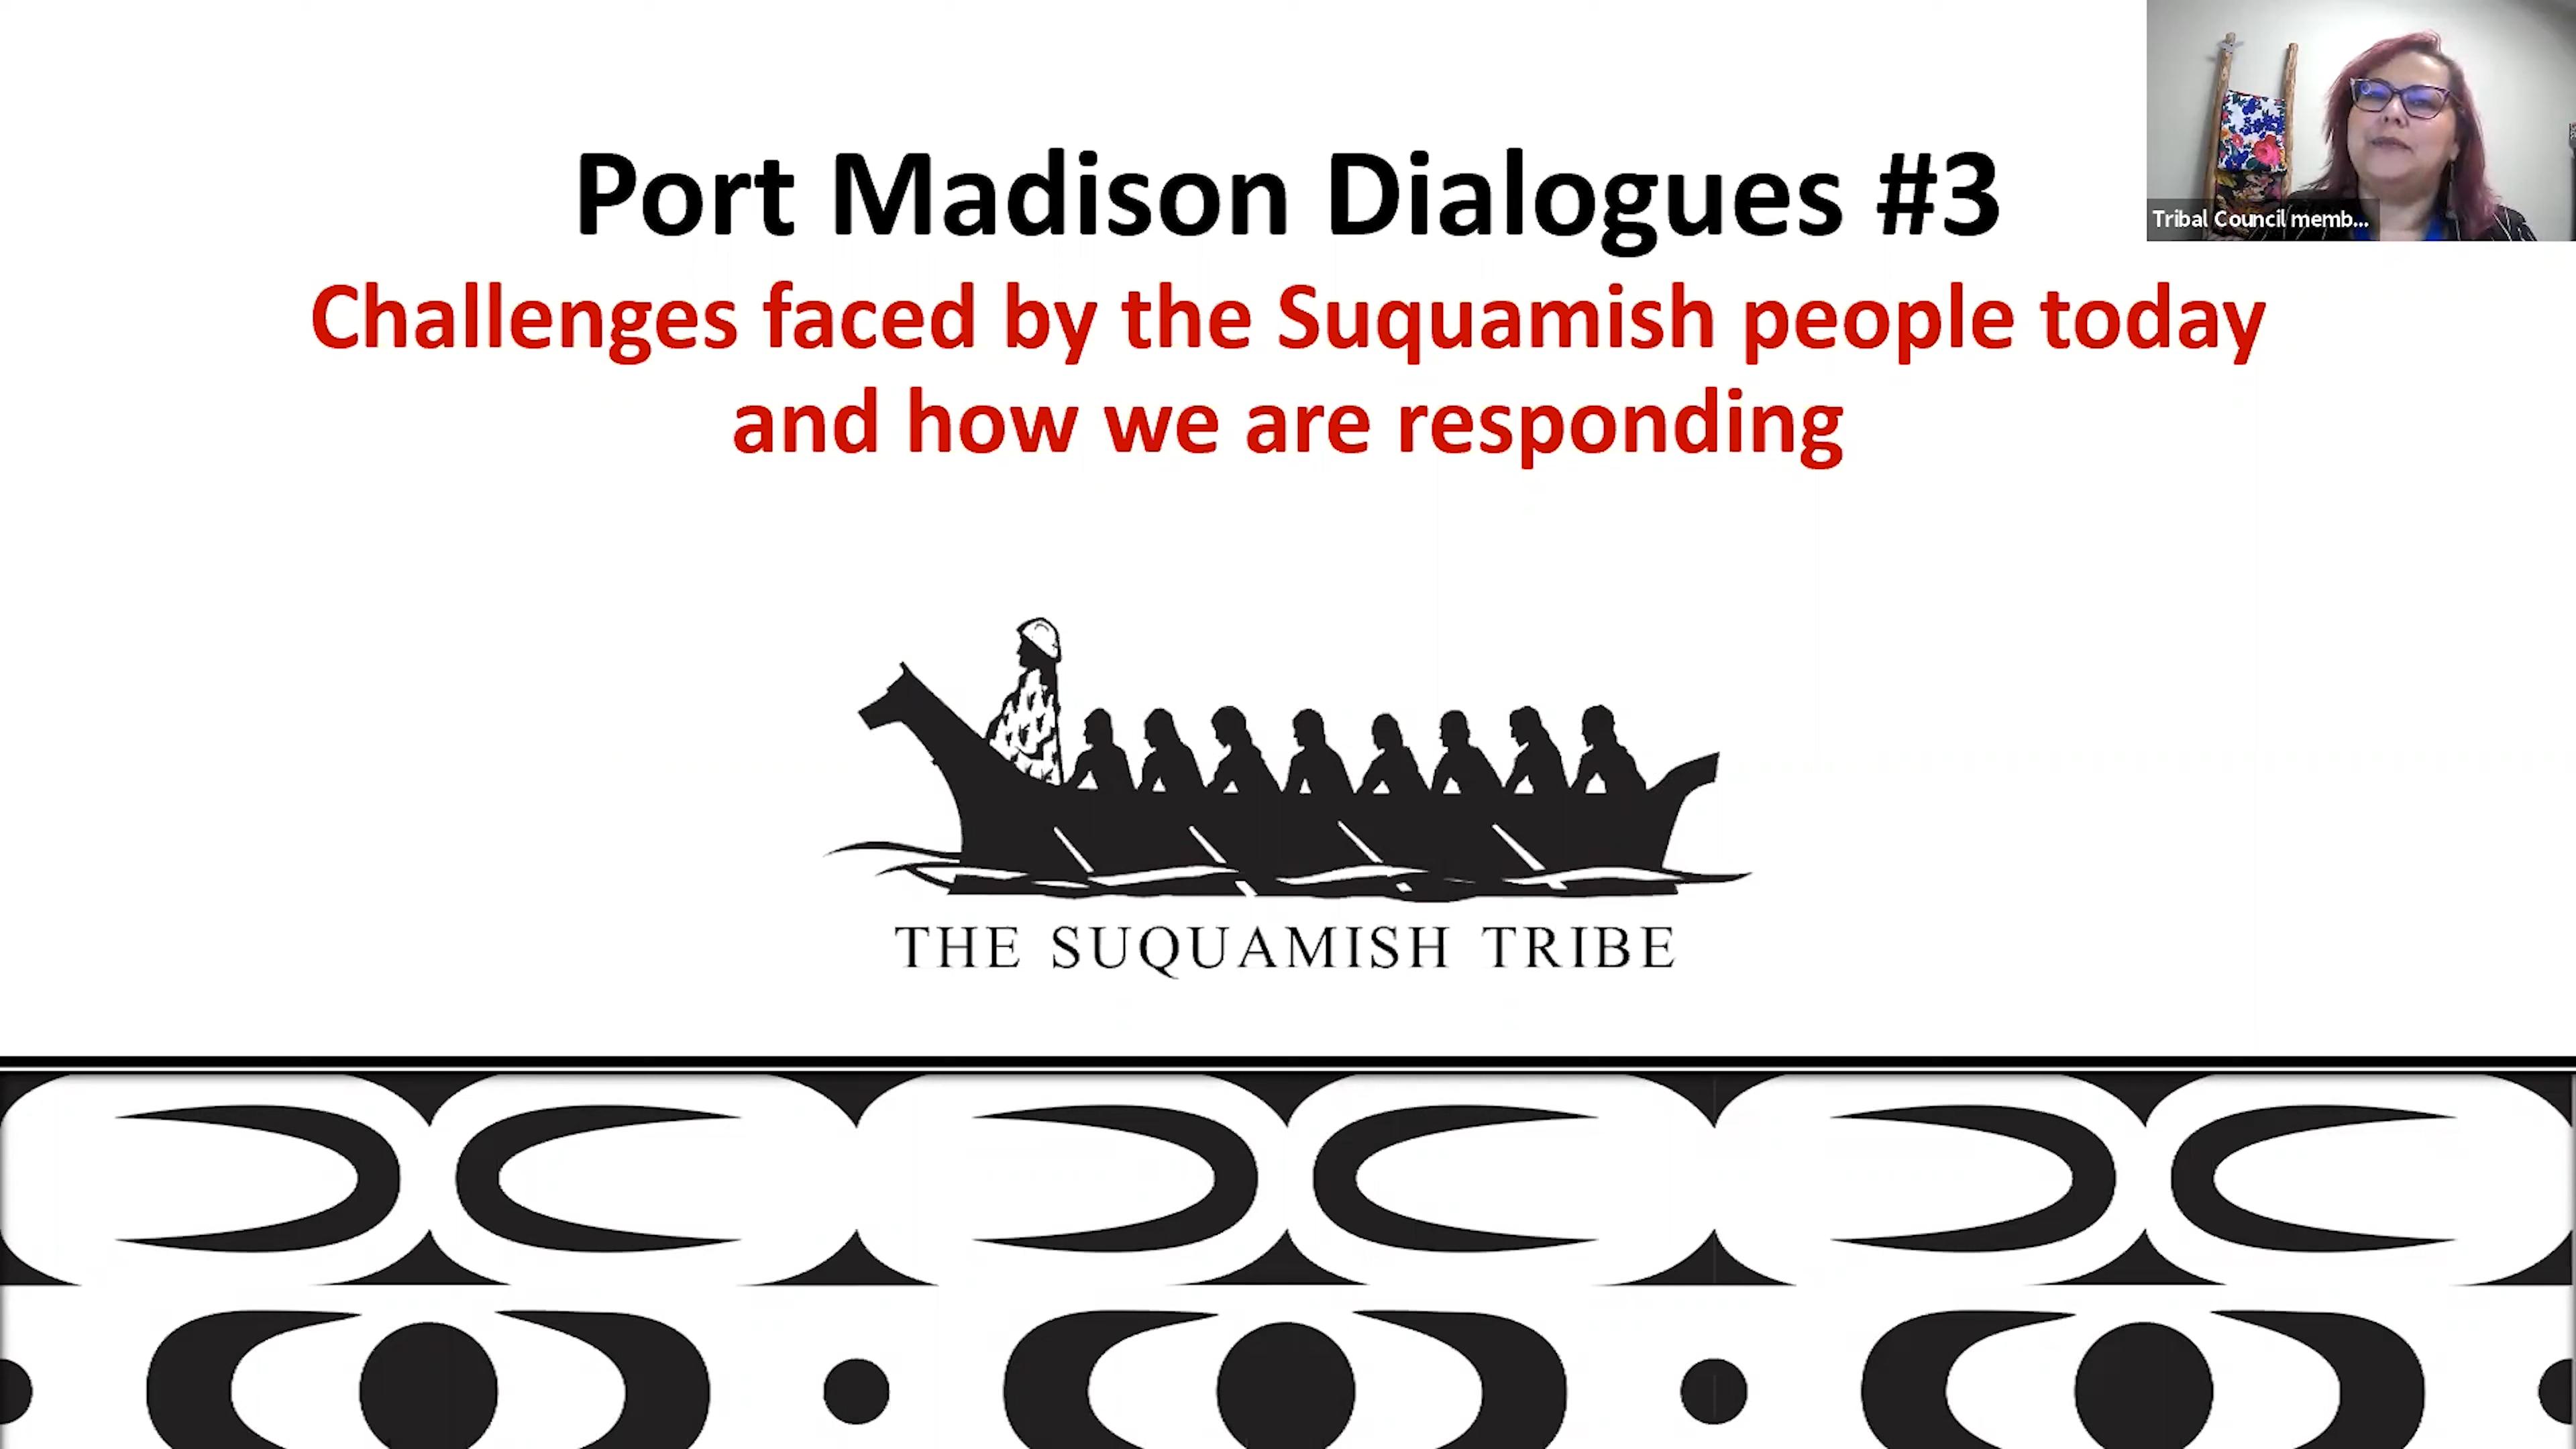 Port Madison Dialogues #3
Challenges faced by the Suquamish people today
and how we are responding
Tribal Council memb...
THE SUQUAMISH TRIBE